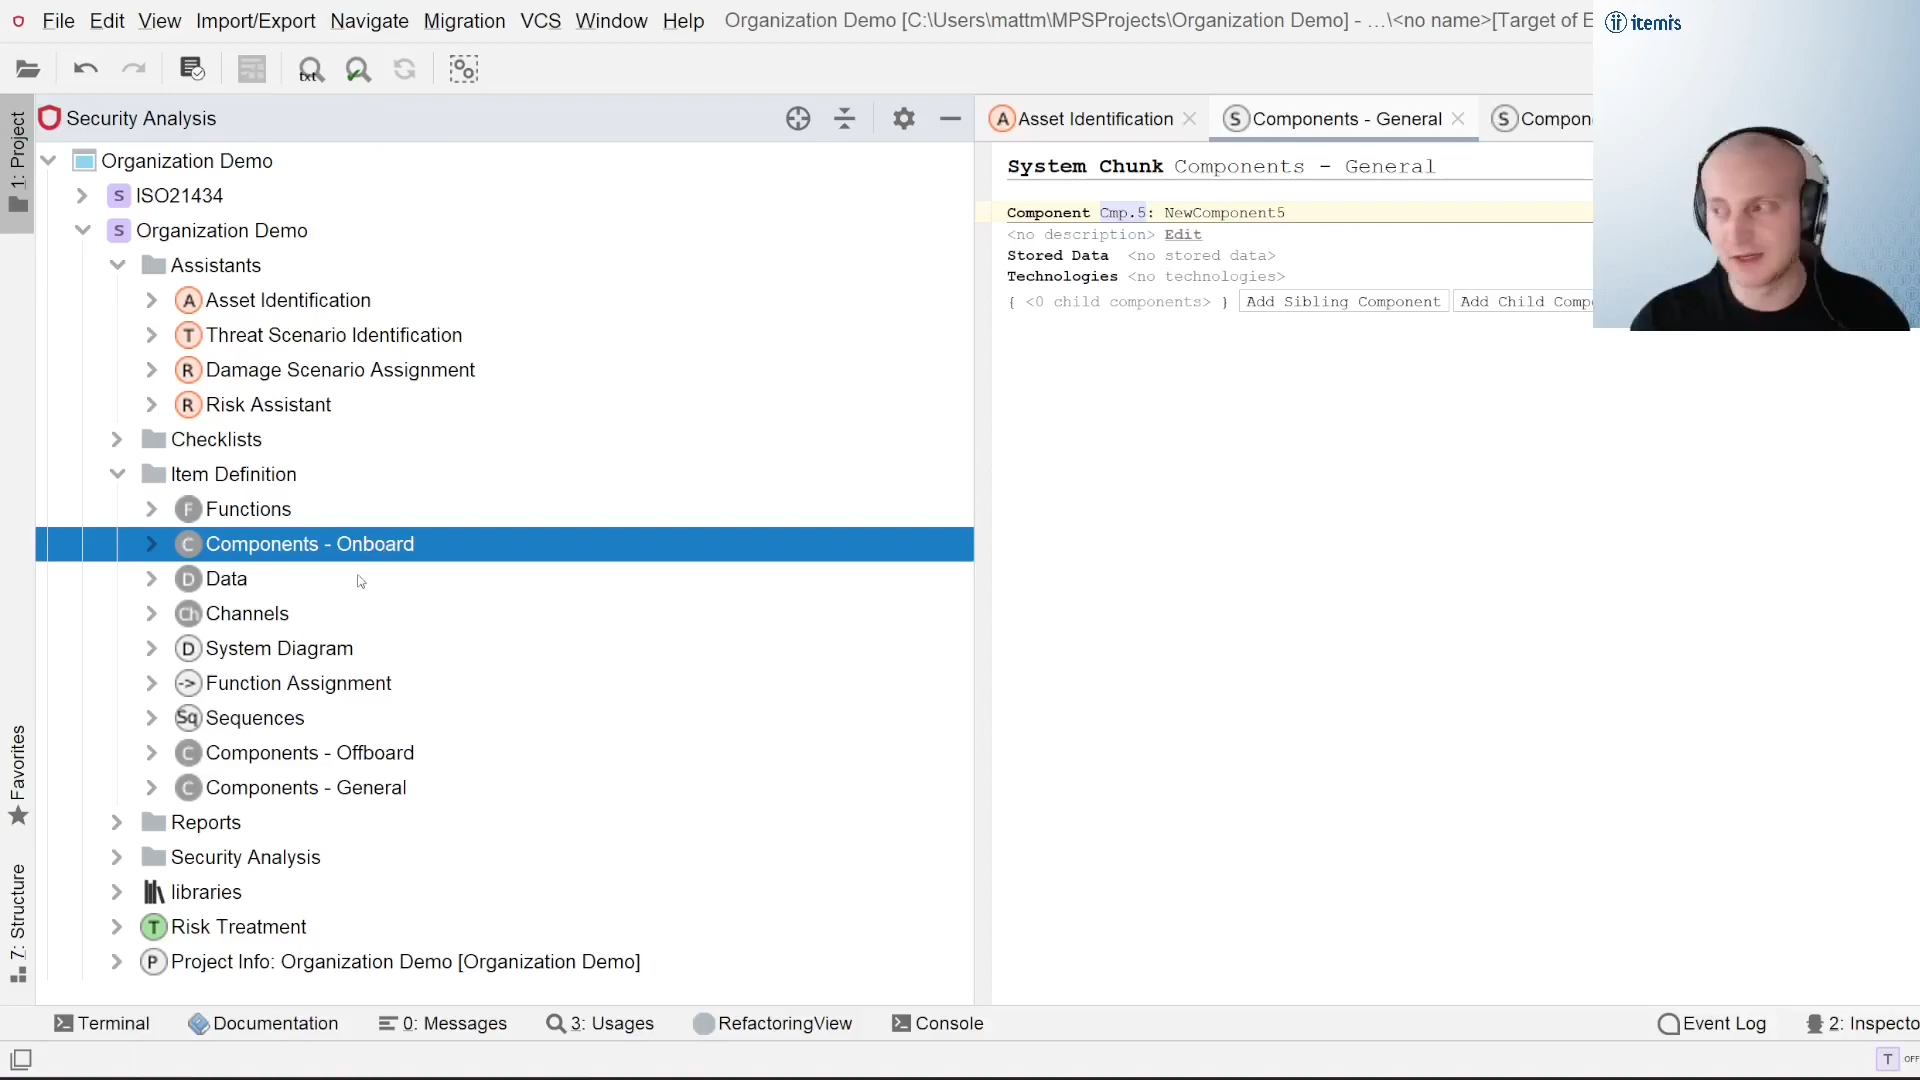 File Edit View Import/Export Navigate Migration VCS Window Help Organization Demo [C:\Users\mattm\MPSProjects\Organization Demo] - ...\<no name>[Target of E
itemis
txt
1: Project
Security Analysis
A Asset Identification
S Components - General
S Compon
Organization Demo
S ISO21434
S Organization Demo
Assistants
A Asset Identification
T Threat Scenario Identification
R Damage Scenario Assignment
R Risk Assistant
Checklists
Item Definition
F Functions
C Components - Onboard
D Data
Ch Channels
D System Diagram
-> Function Assignment
Sq Sequences
C Components - Offboard
C Components - General
Reports
Security Analysis
libraries
T Risk Treatment
P Project Info: Organization Demo [Organization Demo]
System Chunk Components - General
Component Cmp.5: NewComponent5
<no description> Edit
Stored Data <no stored data>
Technologies <no technologies>
{ <0 child components> } Add Sibling Component Add Child Comp
Favorites
7: Structure
Terminal Documentation 0: Messages 3: Usages RefactoringView Console Event Log 2: Inspecto
T OFF